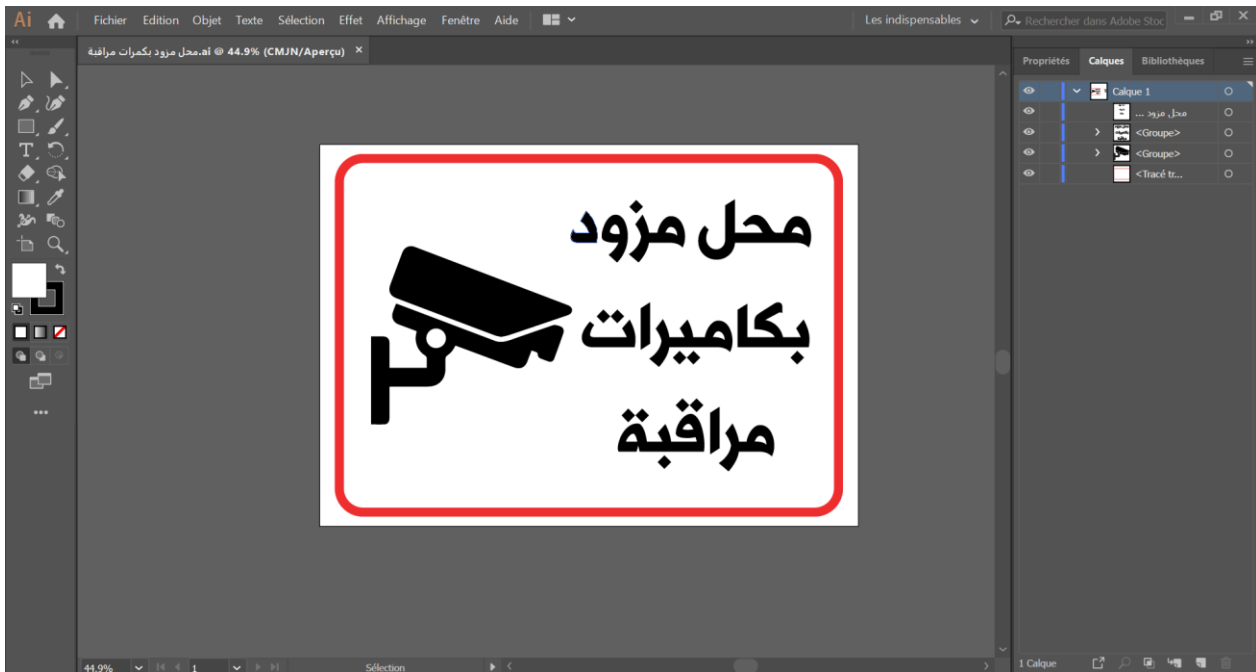 Ai Fichier Edition Objet Texte Sélection Effet Affichage Fenêtre Aide Les indispensables Rechercher dans Adobe Stoc
محل مزود بكمرات مراقبة.ai @ 44.9% (CMJN/Aperçu) ×
Propriétés Calques Bibliothèques
Calque 1
محل مزود ...
<Groupe>
<Groupe>
<Tracé tr...
محل مزود
بكاميرات
مراقبة
44.9% 1 Sélection
1 Calque